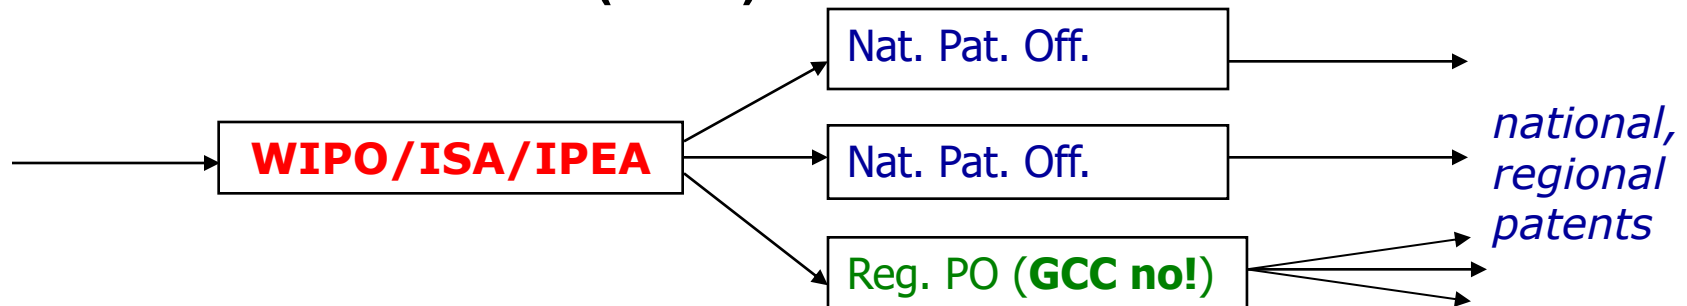 Nat. Pat. Off.
WIPO/ISA/IPEA
Nat. Pat. Off.
Reg. PO (GCC no!)
national,
regional
patents